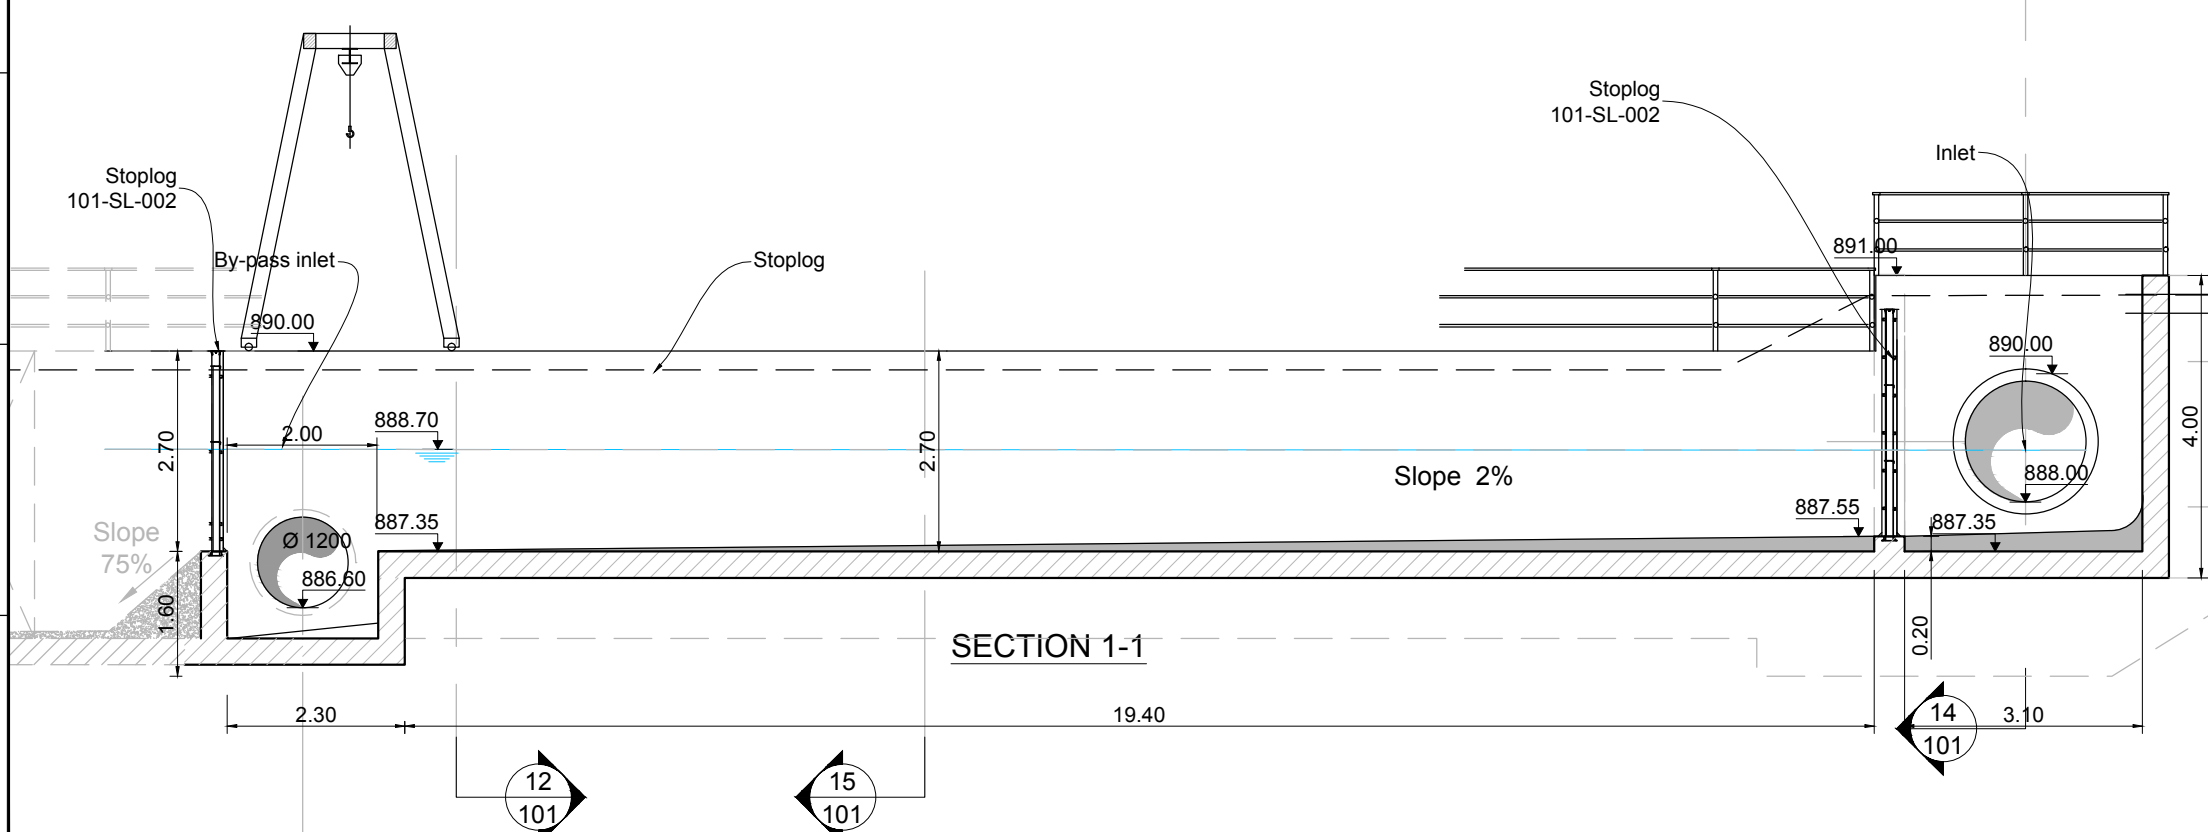 Stoplog
101-SL-002
Inlet
Stoplog
101-SL-002
By-pass inlet
Stoplog
891.00
890.00
890.00
888.70
2.00
2.70
2.70
4.00
Slope 2%
888.00
887.35
887.55
887.35
Slope
75%
Ø 1200
886.60
1.60
0.20
SECTION 1-1
2.30
19.40
3.10
14
101
12
101
15
101